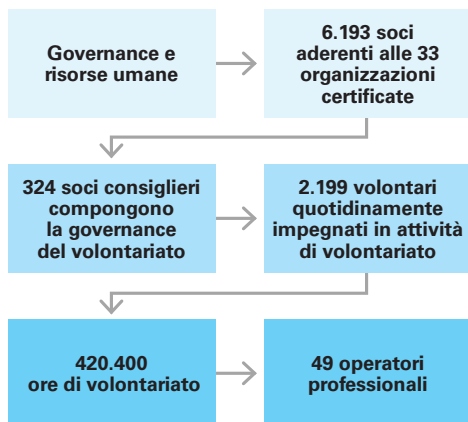 Governance e
risorse umane
6.193 soci
aderenti alle 33
organizzazioni
certificate
324 soci consiglieri
compongono
la governance
del volontariato
2.199 volontari
quotidinamente
impegnati in attività
di volontariato
420.400
ore di volontariato
49 operatori
professionali